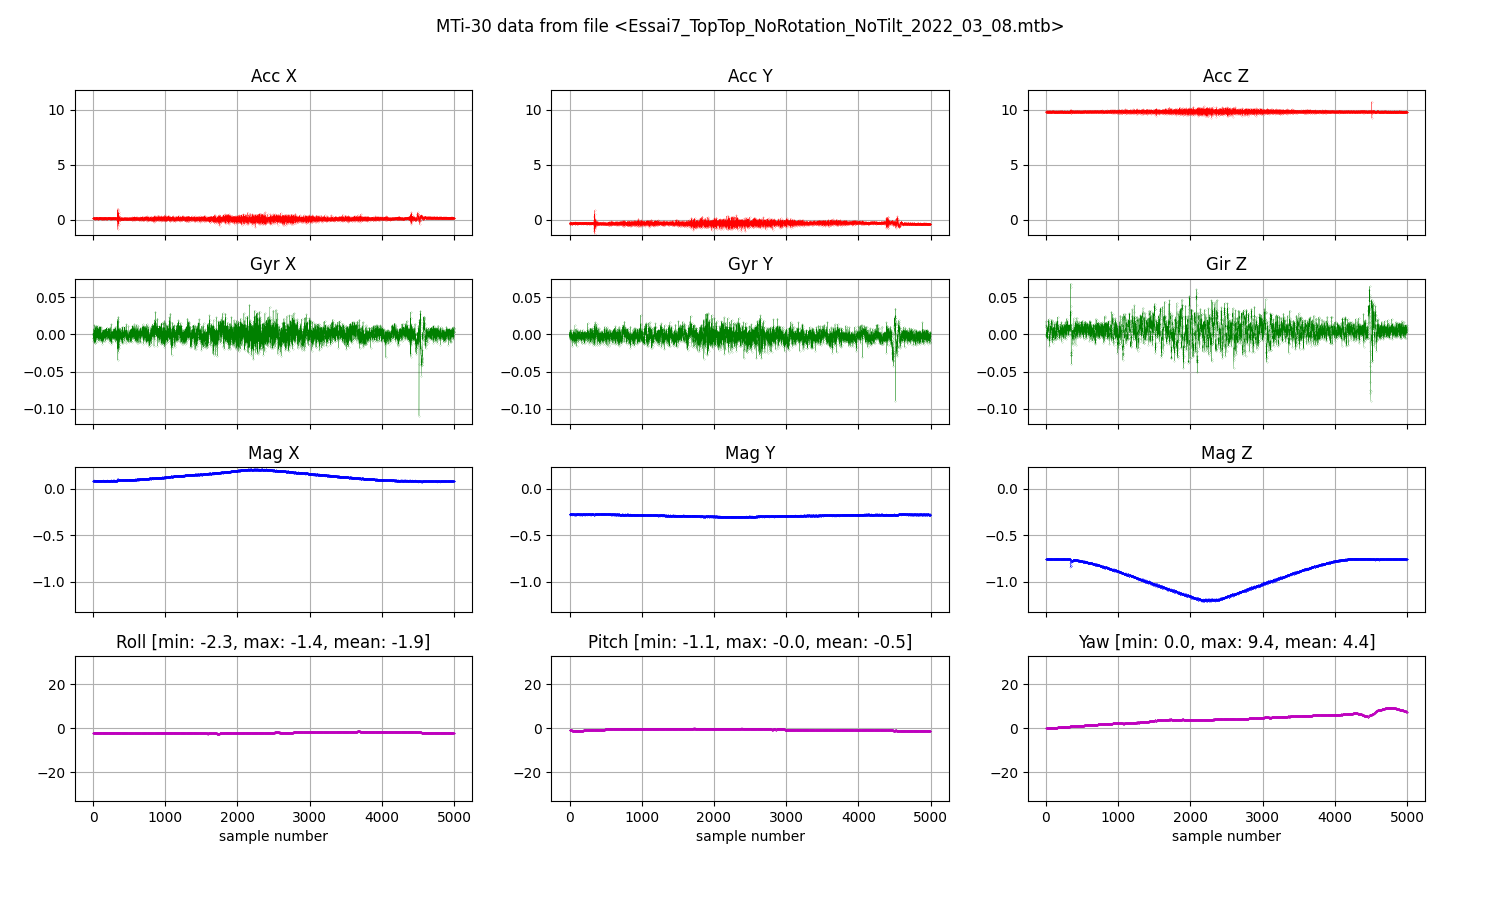 MTi-30 data from file <Essai7_TopTop_NoRotation_NoTilt_2022_03_08.mtb>
Acc X
Acc Y
Acc Z
10
5
0
10
5
0
10
5
0
Gyr X
Gyr Y
Gir Z
0.05
0.00
−0.05
−0.10
0.05
0.00
−0.05
−0.10
0.05
0.00
−0.05
−0.10
Mag X
Mag Y
Mag Z
0.0
−0.5
−1.0
0.0
−0.5
−1.0
0.0
−0.5
−1.0
Roll [min: -2.3, max: -1.4, mean: -1.9]
Pitch [min: -1.1, max: -0.0, mean: -0.5]
Yaw [min: 0.0, max: 9.4, mean: 4.4]
20
0
−20
20
0
−20
20
0
−20
0 1000 2000 3000 4000 5000
0 1000 2000 3000 4000 5000
0 1000 2000 3000 4000 5000
sample number
sample number
sample number